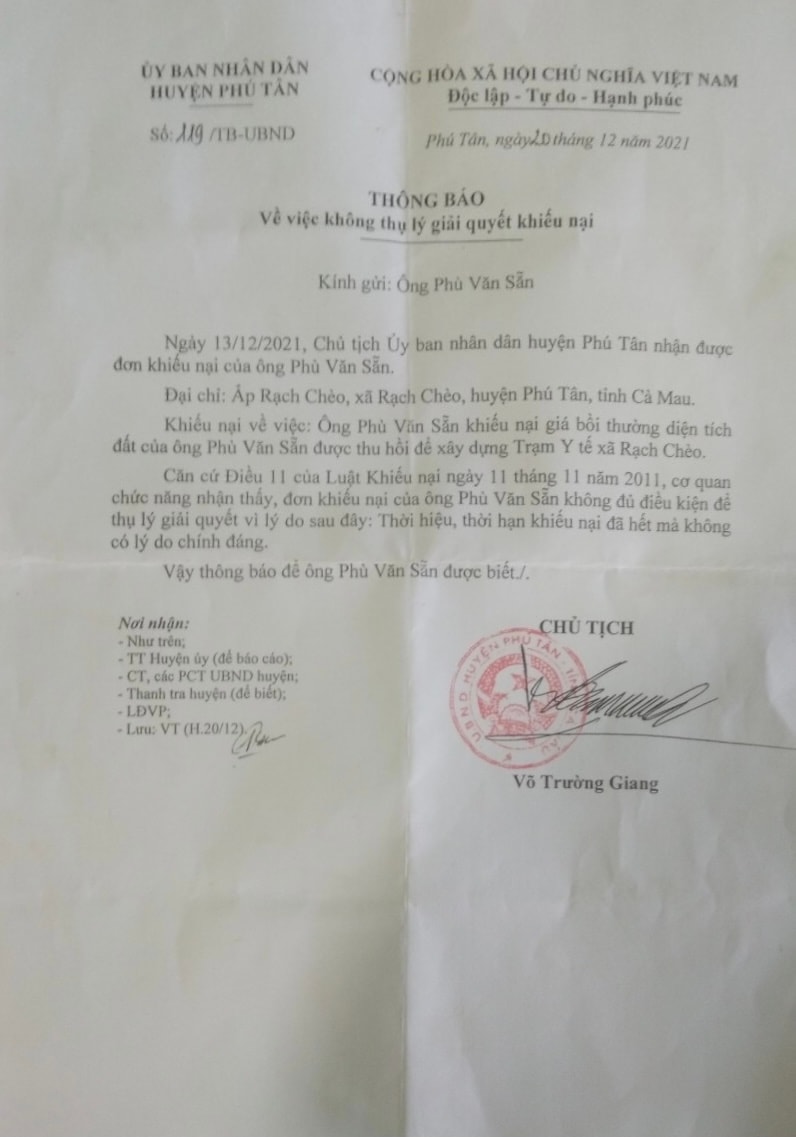 ỦY BAN NHÂN DÂN
HUYỆN PHÚ TÂN
CỘNG HÒA XÃ HỘI CHỦ NGHĨA VIỆT NAM
Độc lập - Tự do - Hạnh phúc
Số: 119 /TB-UBND
Phú Tân, ngày 20 tháng 12 năm 2021
THÔNG BÁO
Về việc không thụ lý giải quyết khiếu nại
Kính gửi: Ông Phù Văn Sẵn
Ngày 13/12/2021, Chủ tịch Ủy ban nhân dân huyện Phú Tân nhận được
đơn khiếu nại của ông Phù Văn Sẵn.
Đại chỉ: Ấp Rạch Chèo, xã Rạch Chèo, huyện Phú Tân, tỉnh Cà Mau.
Khiếu nại về việc: Ông Phù Văn Sẵn khiếu nại giá bồi thường diện tích
đất của ông Phù Văn Sẵn được thu hồi để xây dựng Trạm Y tế xã Rạch Chèo.
Căn cứ Điều 11 của Luật Khiếu nại ngày 11 tháng 11 năm 2011, cơ quan
chức năng nhận thấy, đơn khiếu nại của ông Phù Văn Sẵn không đủ điều kiện để
thụ lý giải quyết vì lý do sau đây: Thời hiệu, thời hạn khiếu nại đã hết mà không
có lý do chính đáng.
Vậy thông báo để ông Phù Văn Sẵn được biết./.
Nơi nhận:
- Như trên;
- TT Huyện ủy (để báo cáo);
- CT, các PCT UBND huyện;
- Thanh tra huyện (để biết);
- LĐVP;
- Lưu: VT (H.20/12).
CHỦ TỊCH
U.B.N.D HUYỆN PHÚ TÂN - TỈNH CÀ MAU
Võ Trường Giang